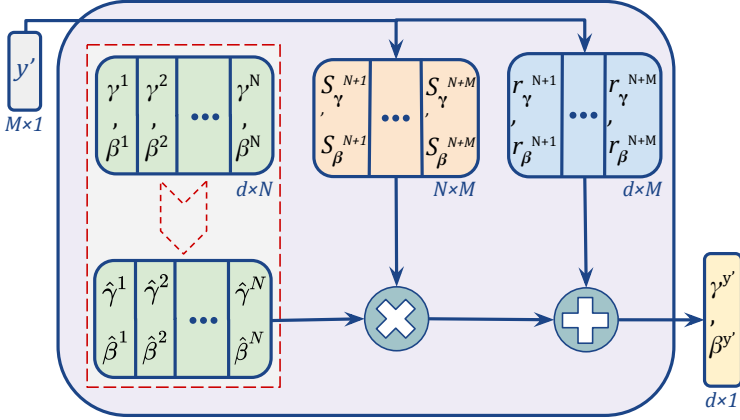 y'
M×1
γ¹ γ² ••• γᴺ
, , ,
β¹ β² βᴺ
d×N
S_γ^{N+1} ••• S_γ^{N+M}
, ,
S_β^{N+1} S_β^{N+M}
N×M
r_γ^{N+1} ••• r_γ^{N+M}
, ,
r_β^{N+1} r_β^{N+M}
d×M
γ̂¹ γ̂² ••• γ̂ᴺ
β̂¹ β̂² β̂ᴺ
γ^{y'}
,
β^{y'}
d×1